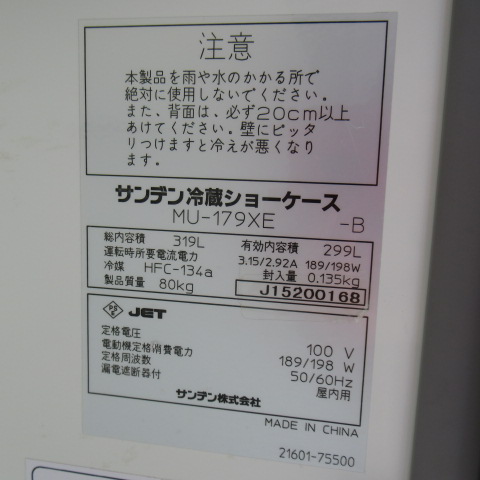 注意
本製品を雨や水のかかる所で
絶対に使用しないでください。
また、背面は、必ず20cm以上
あけてください。壁にピッタ
リつけますと冷えが悪くなり
ます。
サンデン冷蔵ショーケース
MU-179XE -B
総内容積 319L 有効内容積 299L
運転時所要電流電力 3.15/2.92A 189/198W
冷媒 HFC-134a 封入量 0.135kg
製品質量 80kg J15200168
PS E JET
定格電圧 100 V
電動機定格消費電力 189/198 W
定格周波数 50/60Hz
漏電遮断器付 屋内用
サンデン株式会社
MADE IN CHINA
21601-75500